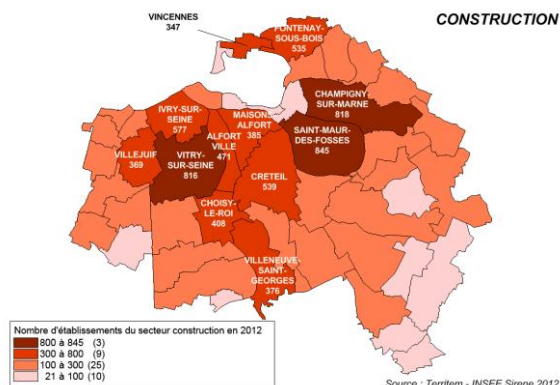 CONSTRUCTION
VINCENNES
347
FONTENAY-
SOUS-BOIS
535
CHAMPIGNY
SUR-MARNE
818
IVRY-SUR-
SEINE
577
MAISONS
ALFORT
385
SAINT-MAUR-
DES-FOSSES
845
ALFORT
VILLE
471
VILLEJUIF
369
VITRY-
SUR-SEINE
816
CRETEIL
539
CHOISY-
LE-ROI
408
VILLENEUVE-
SAINT-
GEORGES
376
Nombre d'établissements du secteur construction en 2012
800 à 845 (3)
300 à 800 (9)
100 à 300 (25)
21 à 100 (10)
Source : Territem - INSEE Sirene 2012